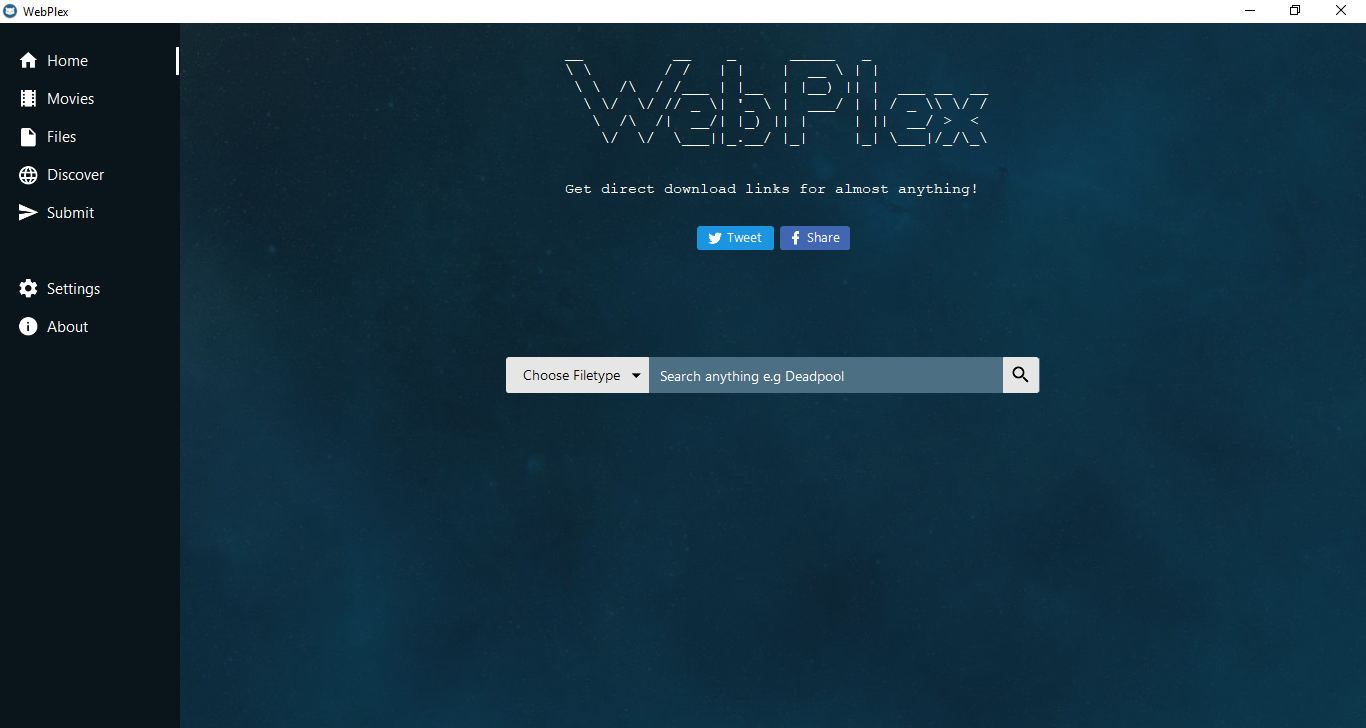 WebPlex
Home
Movies
Files
Discover
Submit
Settings
About
WebPlex
Get direct download links for almost anything!
Tweet
Share
Choose Filetype
Search anything e.g Deadpool